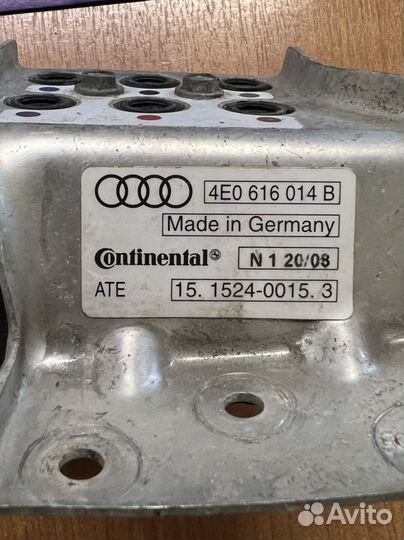 4E0 616 014 B
Made in Germany
Continental
N 1 20/08
ATE
15. 1524-0015. 3
Avito